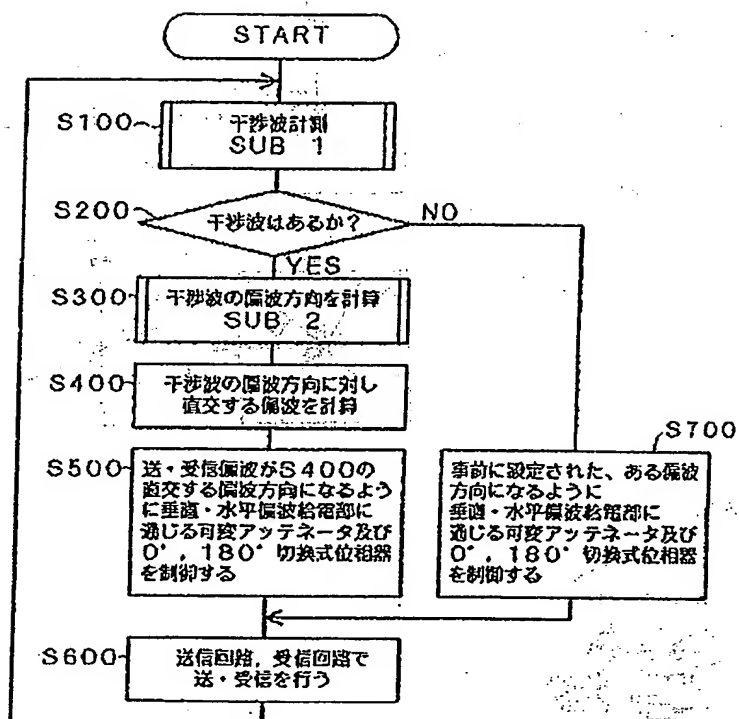 START
S100
干渉波計測
SUB 1
S200
干渉波はあるか?
NO
YES
S300
干渉波の偏波方向を計算
SUB 2
S400
干渉波の偏波方向に対し
直交する偏波を計算
S500
送・受信偏波がS400の
直交する偏波方向になるよう
に垂直・水平偏波給電部に
通じる可変アッテネータ及び
0°,180°切換式位相器
を制御する
S700
事前に設定された、ある偏波
方向になるように
垂直・水平偏波給電部に
通じる可変アッテネータ及び
0°,180°切換式位相器
を制御する
S600
送信回路,受信回路で
送・受信を行う